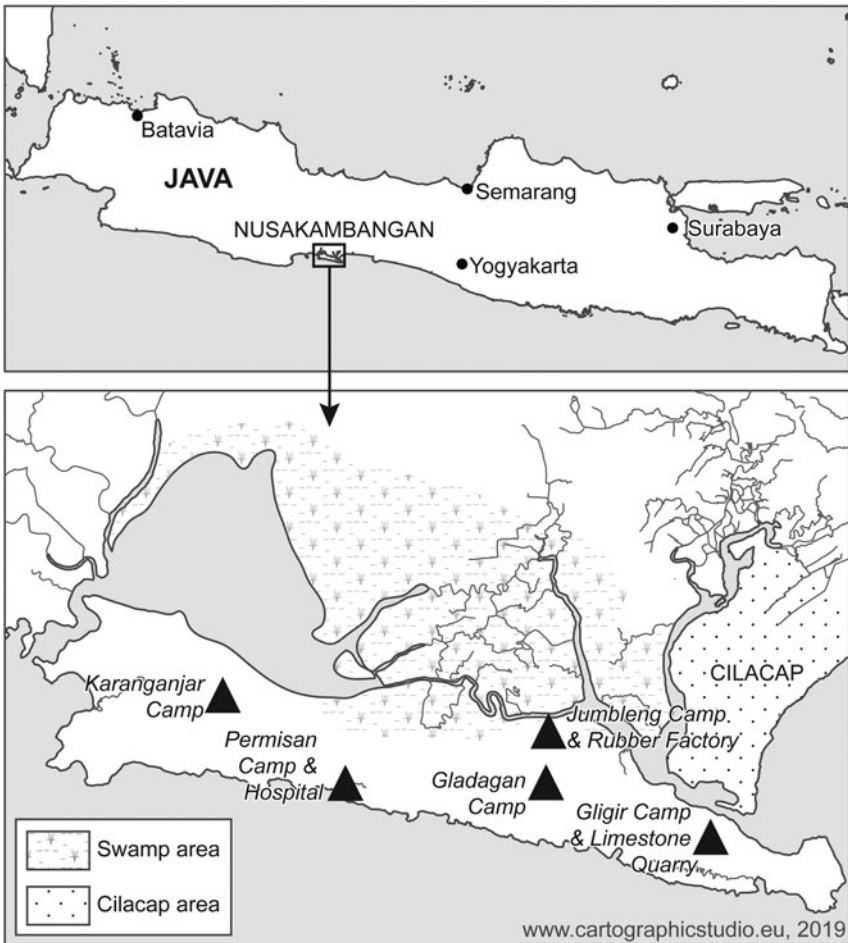 Batavia
JAVA
Semarang
NUSAKAMBANGAN
Surabaya
Yogyakarta
CILACAP
Karanganjar
Camp
Jumbleng Camp
& Rubber Factory
Permisan
Camp &
Hospital
Gladagan
Camp
Gligir Camp
& Limestone
Quarry
Swamp area
Cilacap area
www.cartographicstudio.eu, 2019